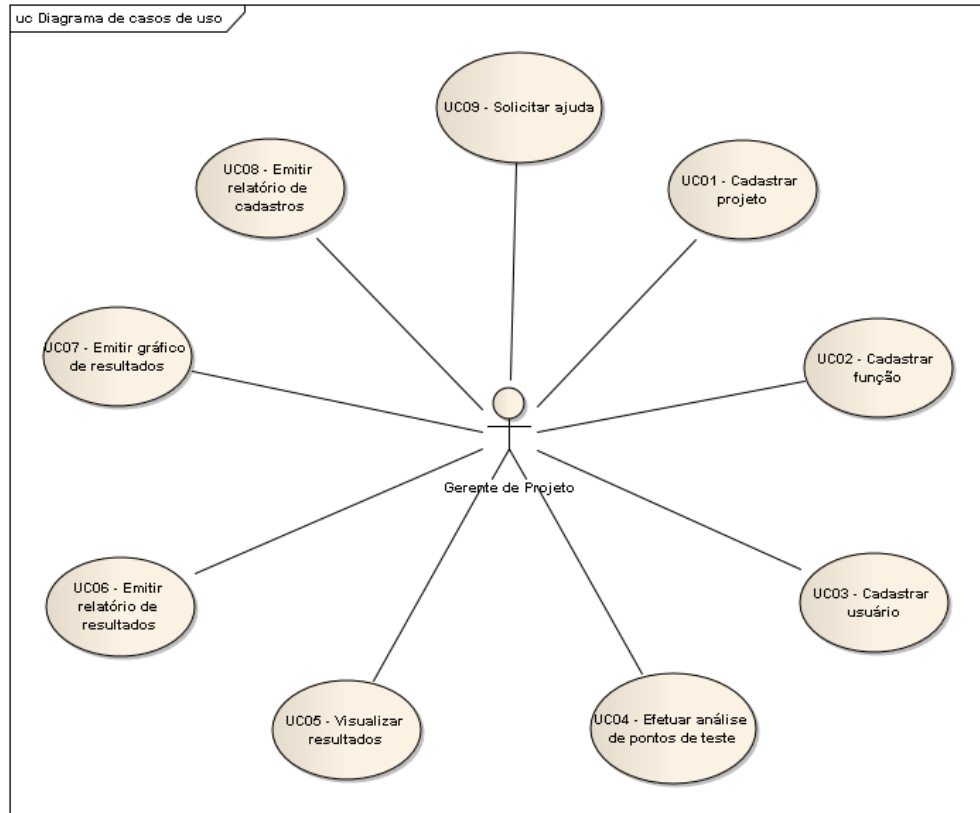 uc Diagrama de casos de uso
UC09 - Solicitar ajuda
UC08 - Emitir
relatório de
cadastros
UC01 - Cadastrar
projeto
UC07 - Emitir gráfico
de resultados
UC02 - Cadastrar
função
Gerente de Projeto
UC06 - Emitir
relatório de
resultados
UC03 - Cadastrar
usuário
UC05 - Visualizar
resultados
UC04 - Efetuar análise
de pontos de teste